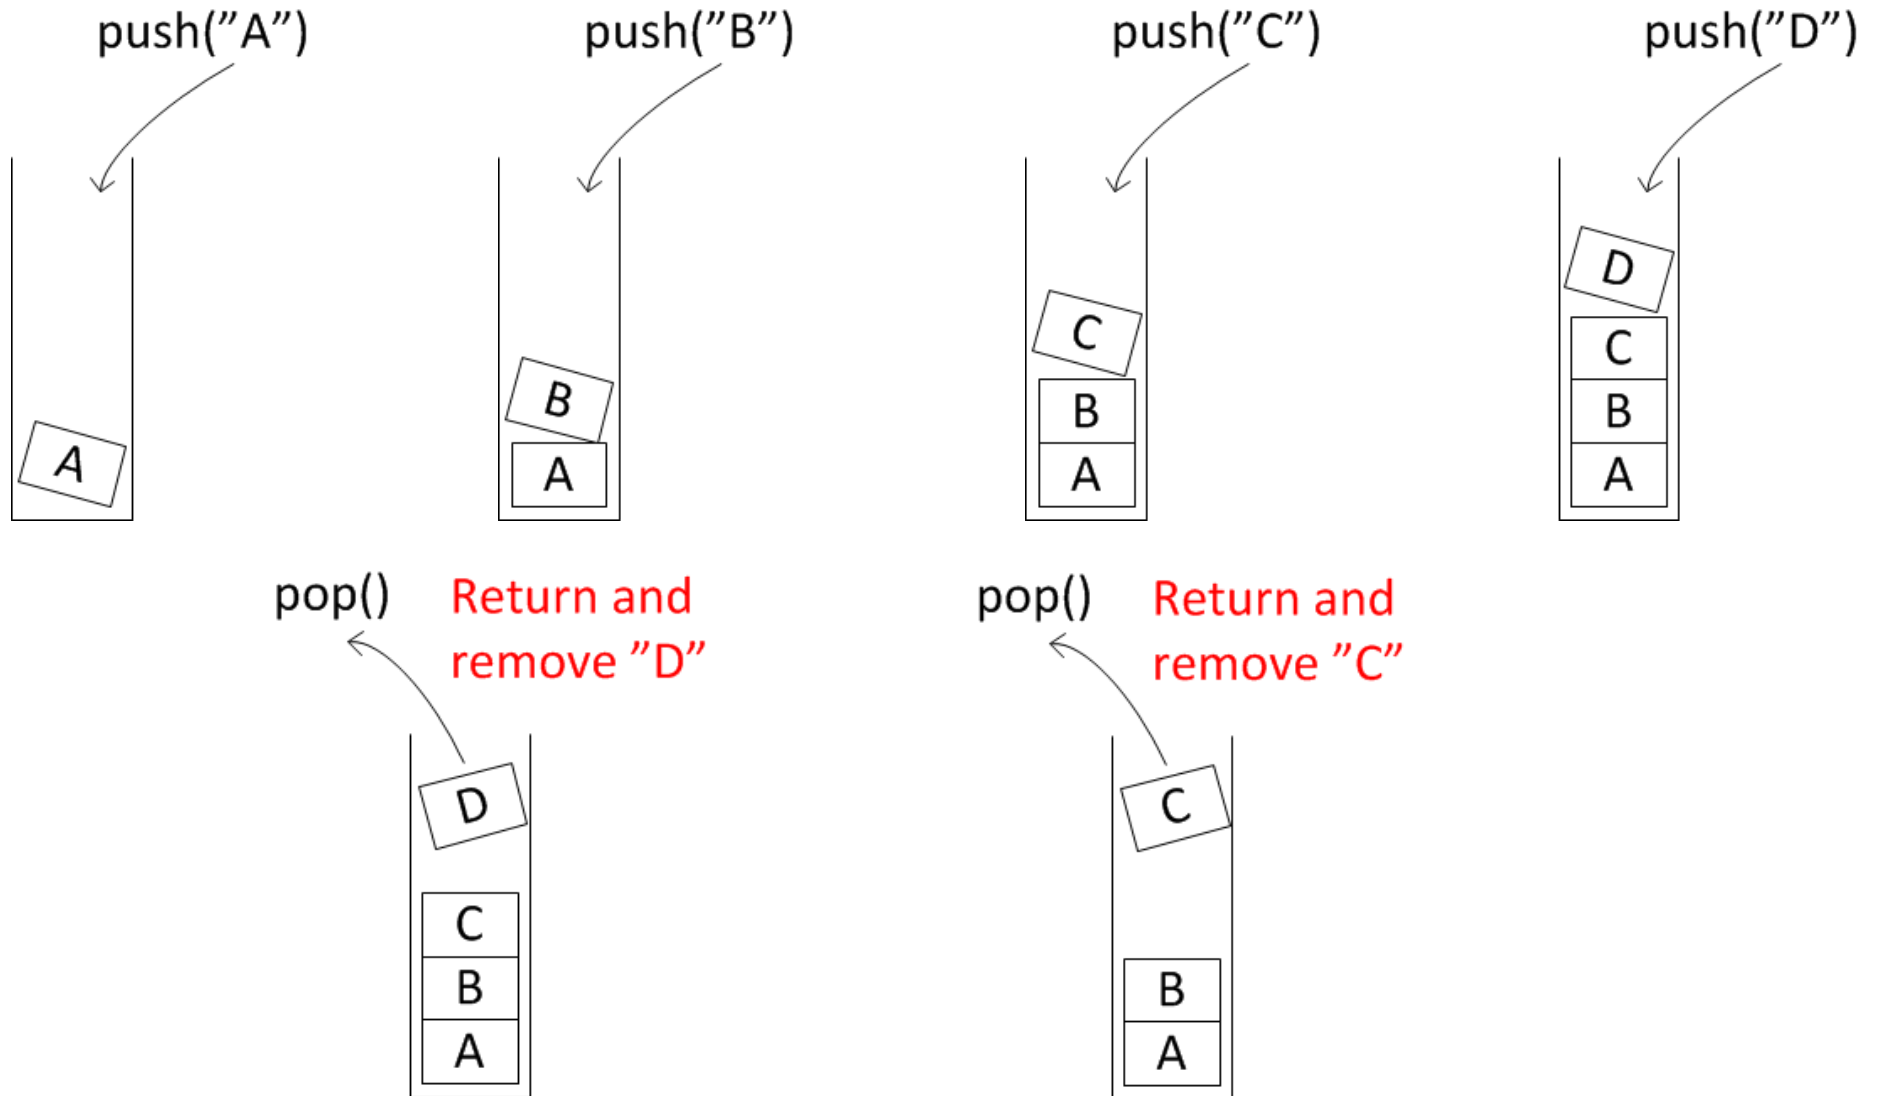 push(”A”)
push(”B”)
push(”C”)
push(”D”)
A
B
A
C
B
A
D
C
B
A
pop()
Return and
remove ”D”
pop()
Return and
remove ”C”
D
C
B
A
C
B
A